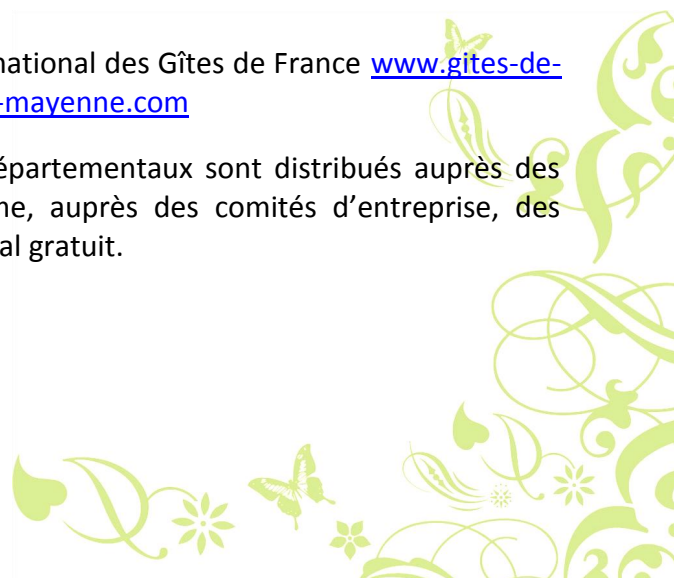 national des Gîtes de France www.gites-de-
-mayenne.com
épartementaux sont distribués auprès des
ne, auprès des comités d’entreprise, des
al gratuit.